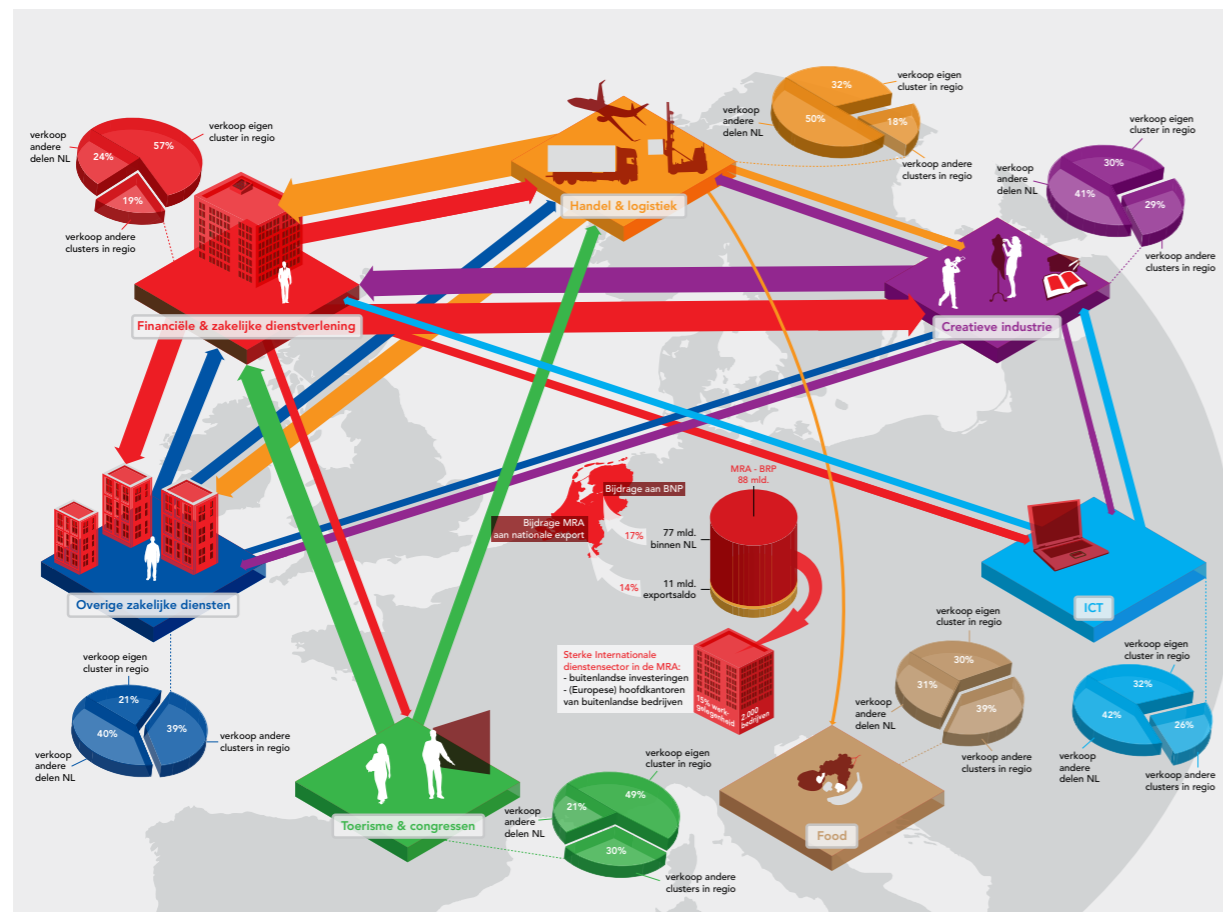 32%
50%
18%
verkoop eigen
cluster in regio
verkoop
andere
delen NL
verkoop andere
clusters in regio
57%
24%
19%
verkoop eigen
cluster in regio
verkoop
andere
delen NL
verkoop andere
clusters in regio
30%
41%
29%
verkoop eigen
cluster in regio
verkoop
andere
delen NL
verkoop andere
clusters in regio
Handel & logistiek
Financiële & zakelijke dienstverlening
Creatieve industrie
MRA - BRP
88 mld.
Bijdrage aan BNP
Bijdrage MRA
aan nationale export
17%
77 mld.
binnen NL
14%
11 mld.
exportsaldo
Overige zakelijke diensten
ICT
Sterke Internationale
dienstensector in de MRA:
- buitenlandse investeringen
- (Europese) hoofdkantoren
van buitenlandse bedrijven
15% werk-
gelegenheid
2.000
bedrijven
verkoop eigen
cluster in regio
30%
31%
39%
verkoop
andere
delen NL
verkoop andere
clusters in regio
verkoop eigen
cluster in regio
32%
42%
26%
verkoop
andere
delen NL
verkoop andere
clusters in regio
verkoop eigen
cluster in regio
21%
40%
39%
verkoop
andere
delen NL
verkoop andere
clusters in regio
Toerisme & congressen
Food
verkoop eigen
cluster in regio
49%
21%
30%
verkoop
andere
delen NL
verkoop andere
clusters in regio